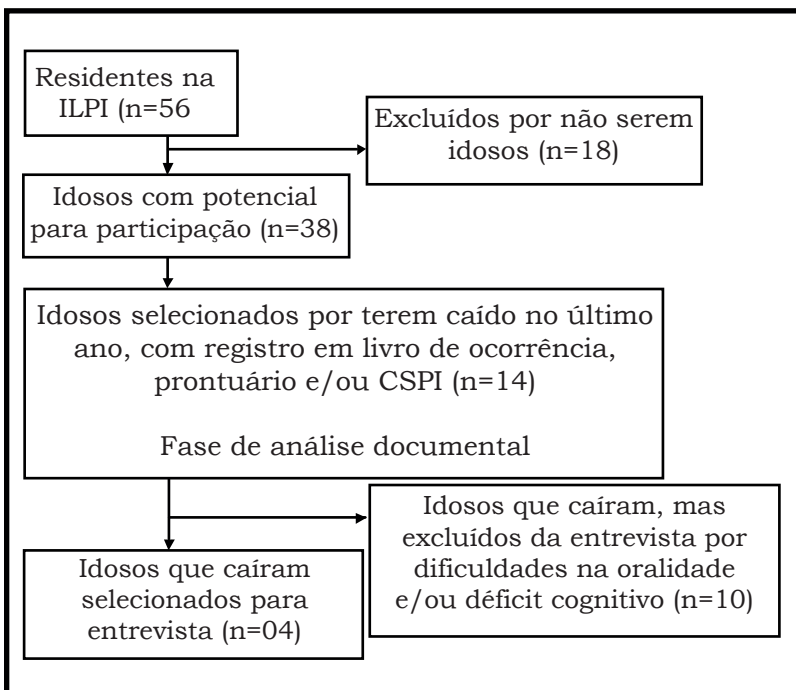 Residentes na
ILPI (n=56
Excluídos por não serem
idosos (n=18)
Idosos com potencial
para participação (n=38)
Idosos selecionados por terem caído no último
ano, com registro em livro de ocorrência,
prontuário e/ou CSPI (n=14)
Fase de análise documental
Idosos que caíram, mas
excluídos da entrevista por
dificuldades na oralidade
e/ou déficit cognitivo (n=10)
Idosos que caíram
selecionados para
entrevista (n=04)